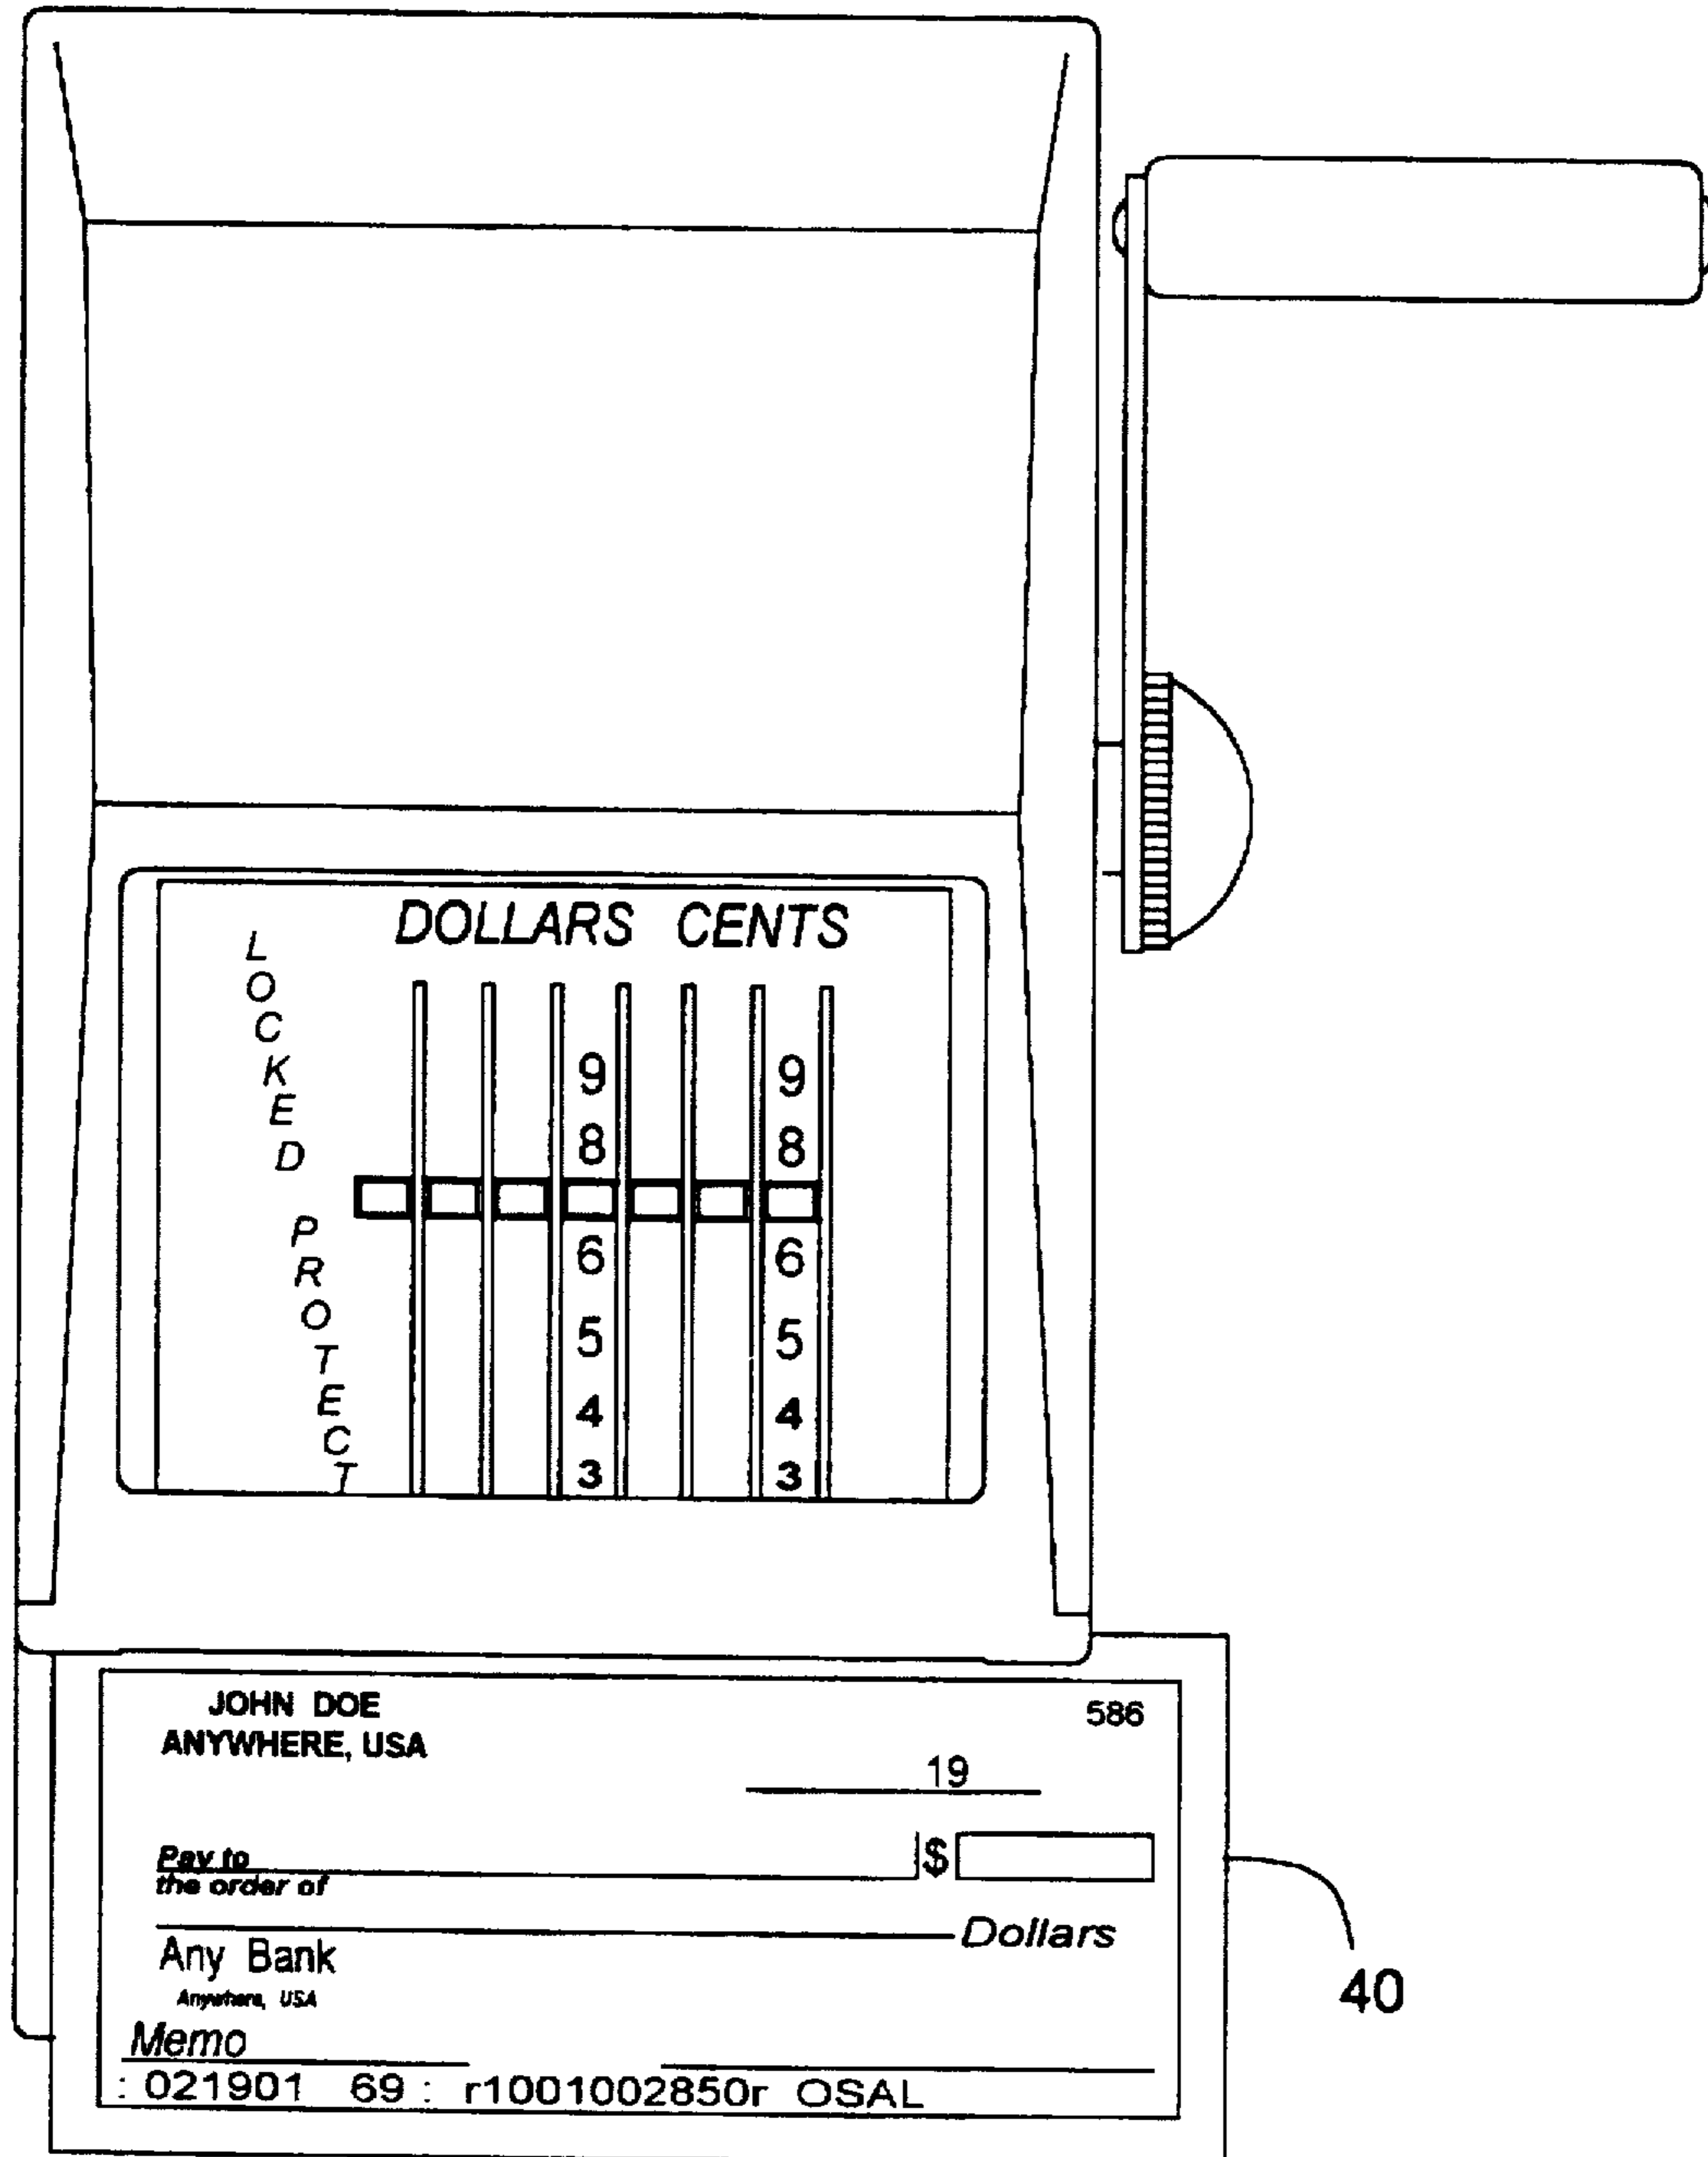 DOLLARS CENTS
LOCKED PROTECT
9 9
8 8
6 6
5 5
4 4
3 3
JOHN DOE
586
ANYWHERE, USA
19
Pay to
the order of
$
Dollars
Any Bank
Anywhere, USA
40
Memo
: 021901 69 : r1001002850r OSAL